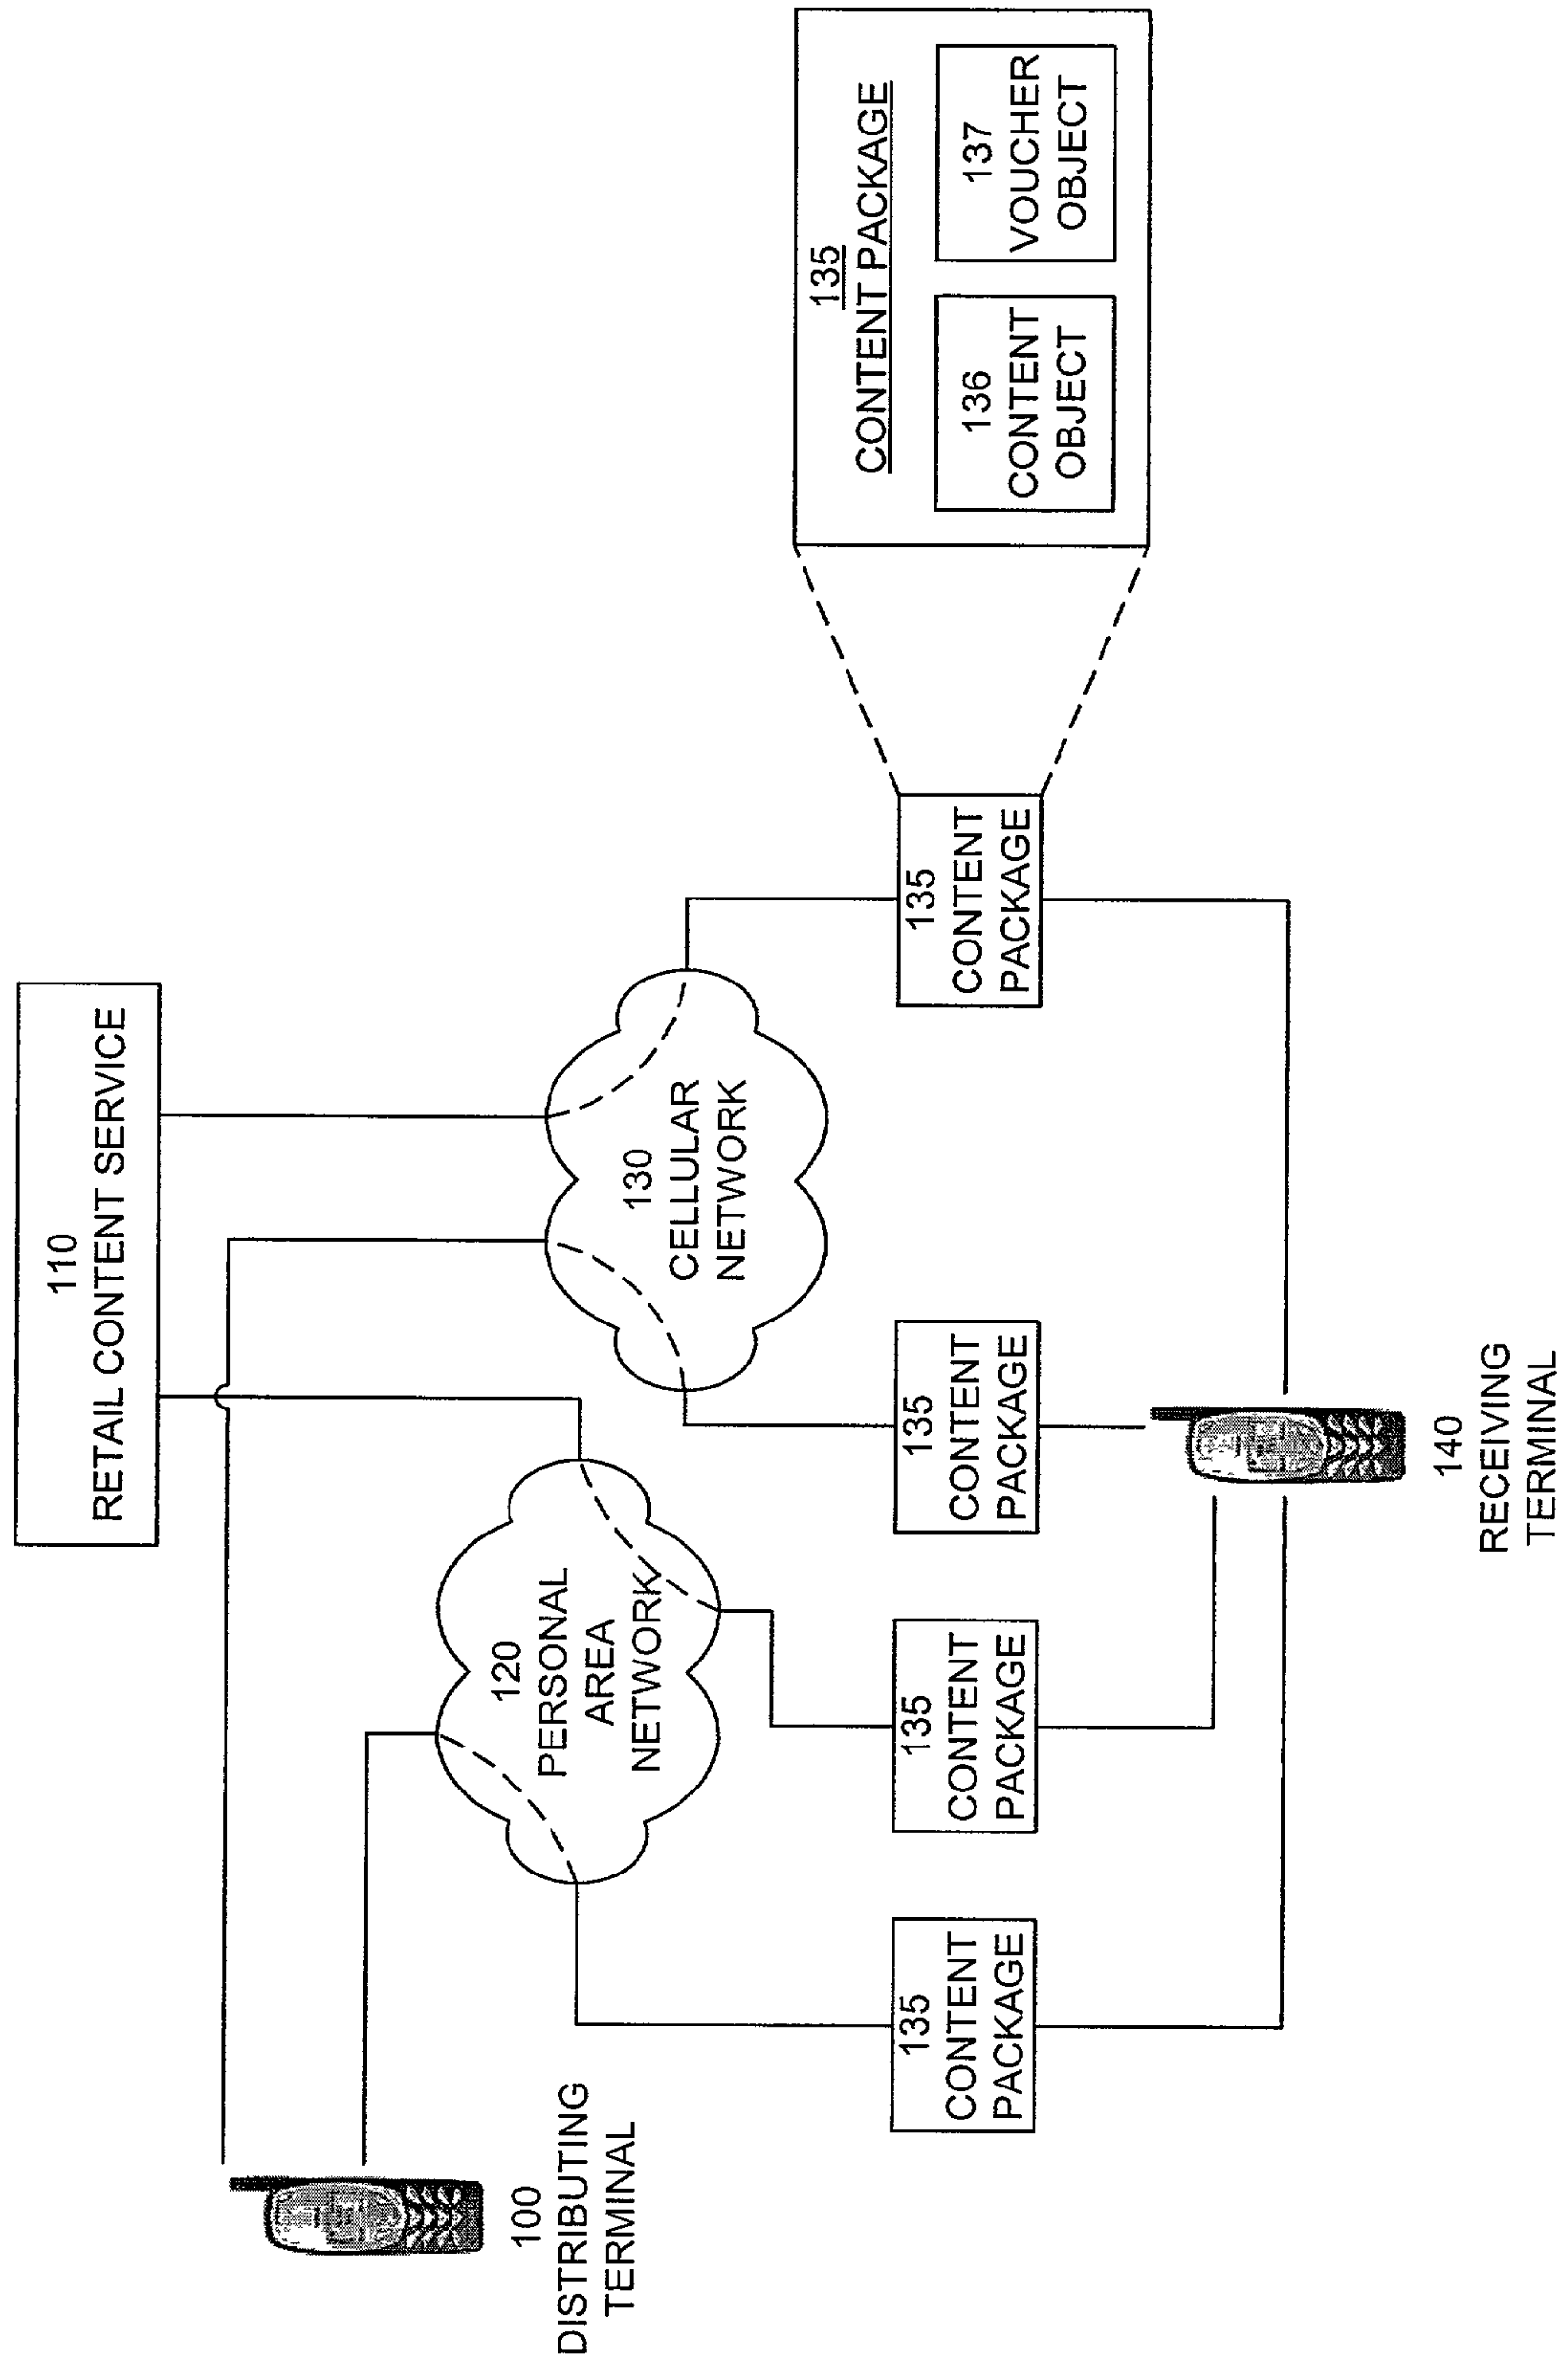 110
RETAIL CONTENT SERVICE
100
DISTRIBUTING
TERMINAL
120
PERSONAL
AREA
NETWORK
130
CELLULAR
NETWORK
135
CONTENT
PACKAGE
135
CONTENT
PACKAGE
135
CONTENT
PACKAGE
135
CONTENT
PACKAGE
135
CONTENT PACKAGE
136
CONTENT
OBJECT
137
VOUCHER
OBJECT
140
RECEIVING
TERMINAL